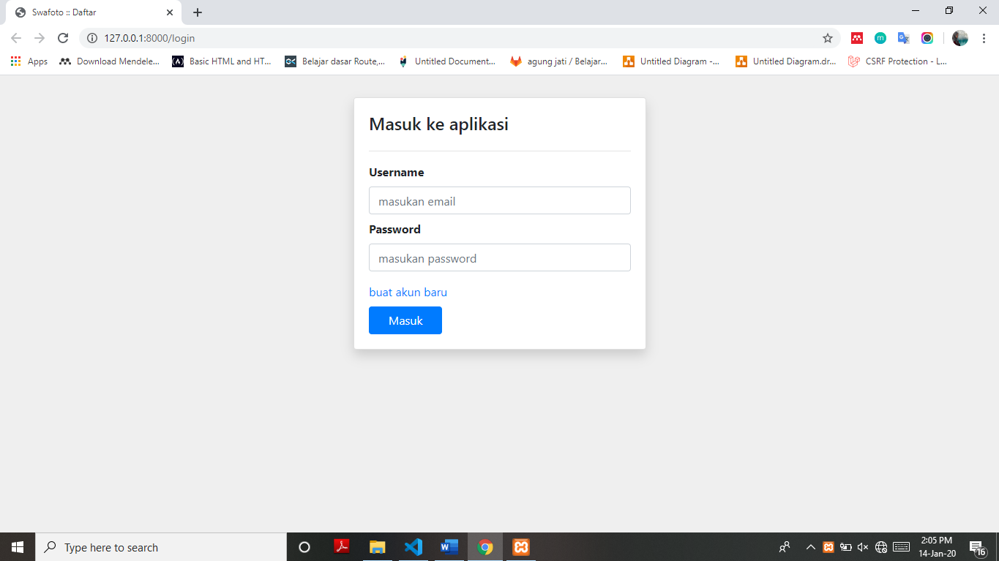 Swafoto :: Daftar
127.0.0.1:8000/login
Apps
Download Mendele...
Basic HTML and HT...
Belajar dasar Route,...
Untitled Document...
agung jati / Belajar...
Untitled Diagram -...
Untitled Diagram.dr...
CSRF Protection - L...
Masuk ke aplikasi
Username
masukan email
Password
masukan password
buat akun baru
Masuk
Type here to search
2:05 PM
14-Jan-20
16